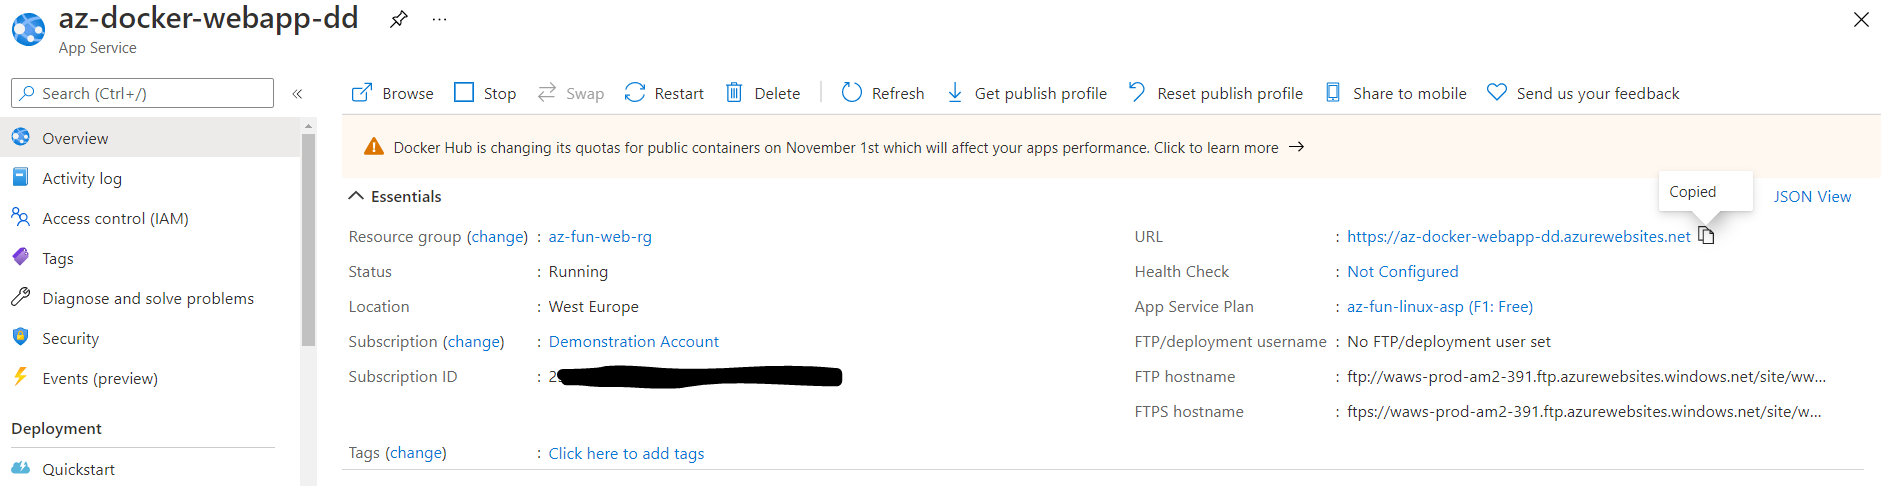 az-docker-webapp-dd
App Service
Search (Ctrl+/)
Browse Stop Swap Restart Delete Refresh Get publish profile Reset publish profile Share to mobile Send us your feedback
Overview
Activity log
Access control (IAM)
Tags
Diagnose and solve problems
Security
Events (preview)
Deployment
Quickstart
Docker Hub is changing its quotas for public containers on November 1st which will affect your apps performance. Click to learn more →
Essentials
Copied
JSON View
Resource group (change) : az-fun-web-rg
Status : Running
Location : West Europe
Subscription (change) : Demonstration Account
Subscription ID : 2
Tags (change) : Click here to add tags
URL : https://az-docker-webapp-dd.azurewebsites.net
Health Check : Not Configured
App Service Plan : az-fun-linux-asp (F1: Free)
FTP/deployment username : No FTP/deployment user set
FTP hostname : ftp://waws-prod-am2-391.ftp.azurewebsites.windows.net/site/ww...
FTPS hostname : ftps://waws-prod-am2-391.ftp.azurewebsites.windows.net/site/w...